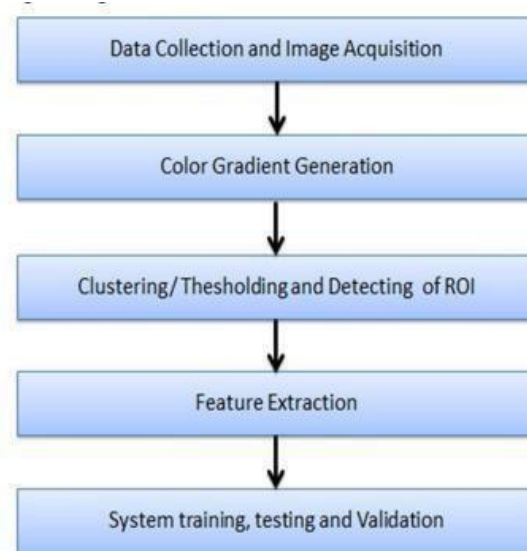 Data Collection and Image Acquisition
Color Gradient Generation
Clustering/ Thesholding and Detecting of ROI
Feature Extraction
System training, testing and Validation